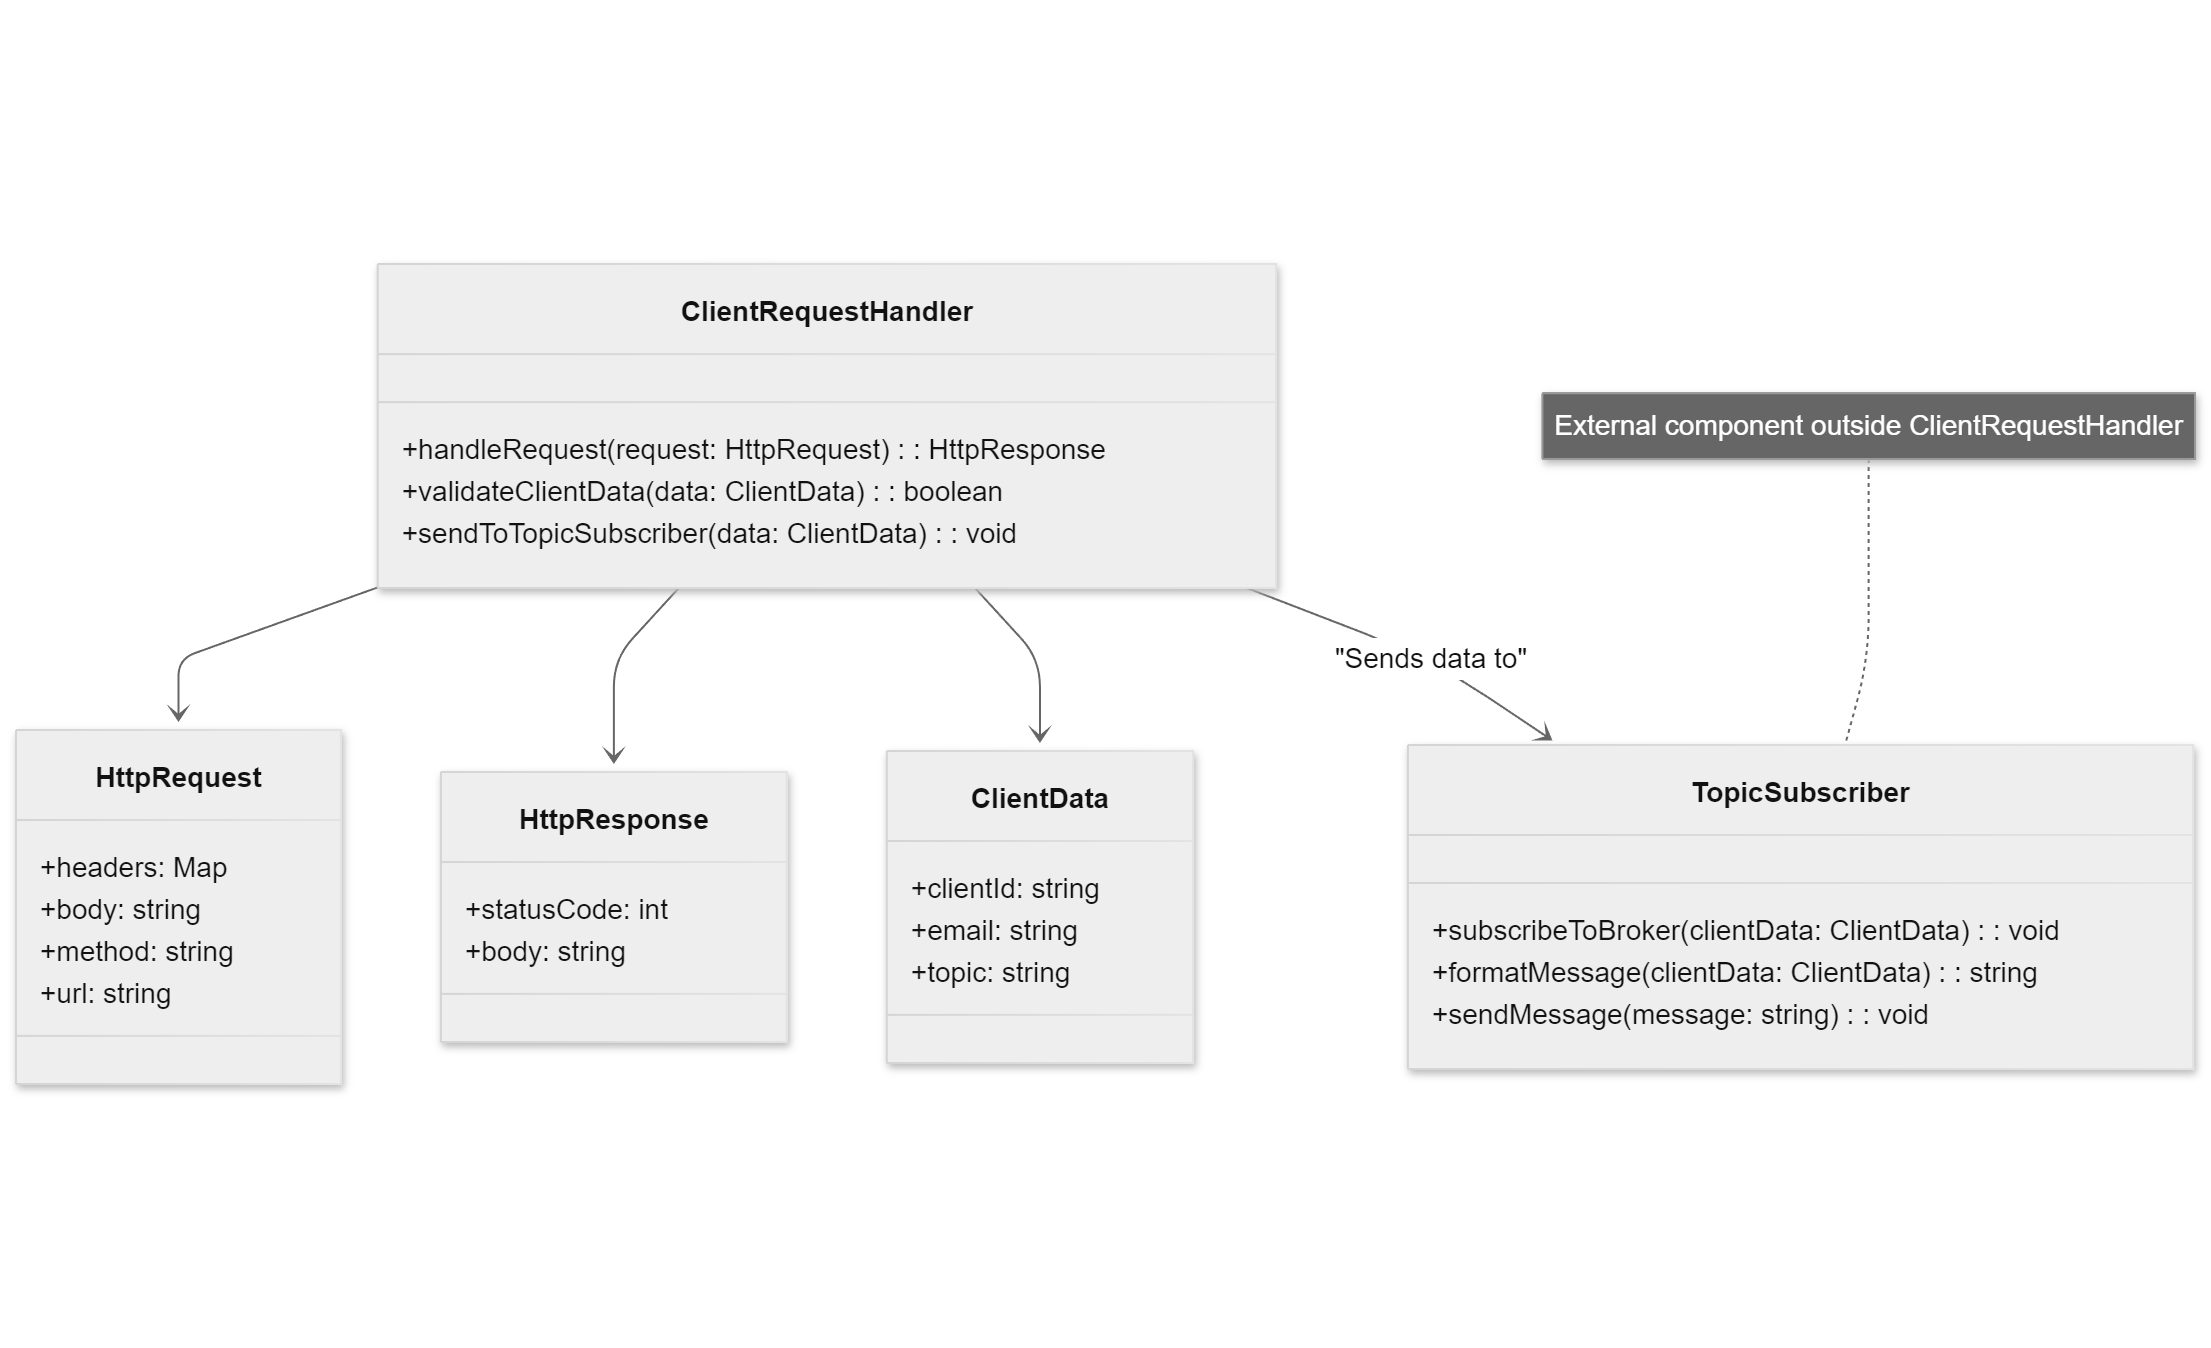 ClientRequestHandler
+handleRequest(request: HttpRequest) : : HttpResponse
+validateClientData(data: ClientData) : : boolean
+sendToTopicSubscriber(data: ClientData) : : void
External component outside ClientRequestHandler
"Sends data to"
HttpRequest
+headers: Map
+body: string
+method: string
+url: string
HttpResponse
+statusCode: int
+body: string
ClientData
+clientId: string
+email: string
+topic: string
TopicSubscriber
+subscribeToBroker(clientData: ClientData) : : void
+formatMessage(clientData: ClientData) : : string
+sendMessage(message: string) : : void